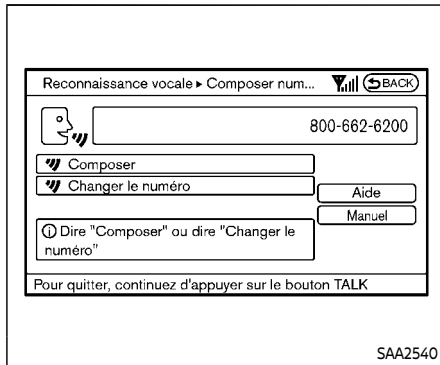 Reconnaissance vocale ▸ Composer num... BACK
800-662-6200
Composer
Changer le numéro
Aide
Manuel
Dire "Composer" ou dire "Changer le
numéro"
Pour quitter, continuez d'appuyer sur le bouton TALK
SAA2540